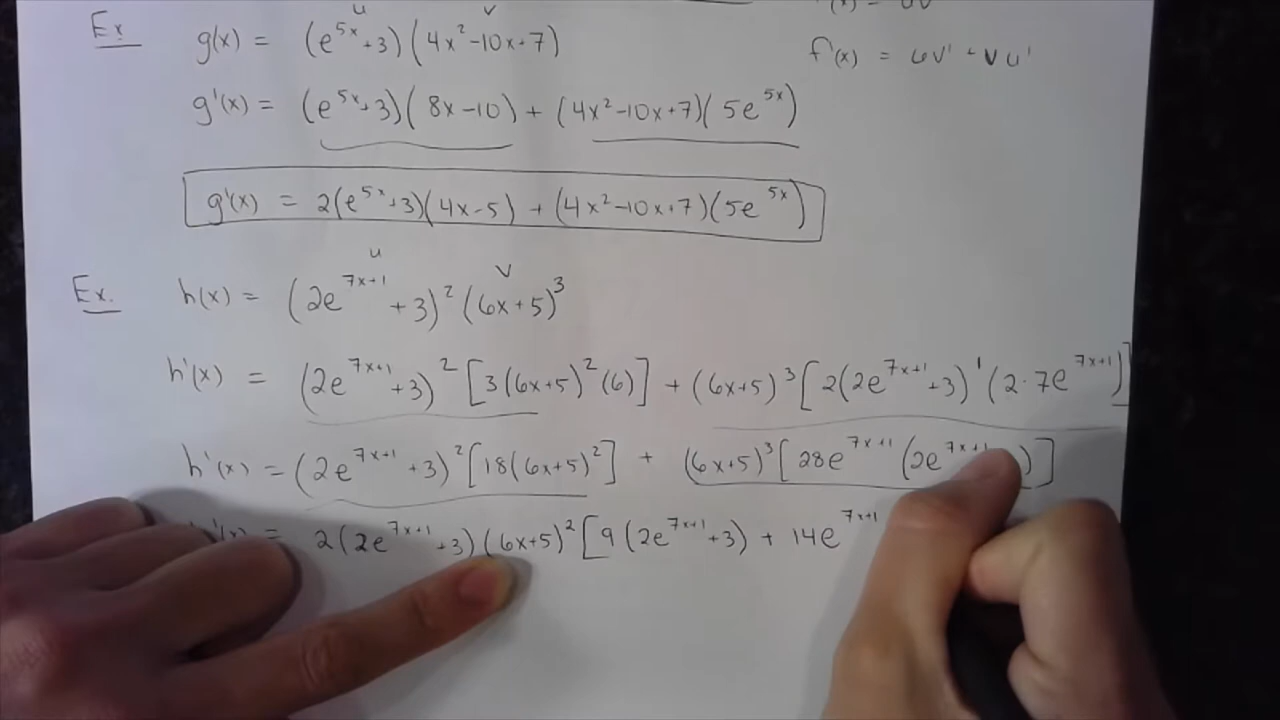 Ex g(x) = (e^{5x}+3)(4x²-10x+7)
u v
f'(x) = uv' + vu'
g'(x) = (e^{5x}+3)(8x-10) + (4x²-10x+7)(5e^{5x})
g'(x) = 2(e^{5x}+3)(4x-5) + (4x²-10x+7)(5e^{5x})
u v
Ex. h(x) = (2e^{7x+1}+3)²(6x+5)³
h'(x) = (2e^{7x+1}+3)²[3(6x+5)²(6)] + (6x+5)³[2(2e^{7x+1}+3)^1(2·7e^{7x+1})]
h'(x) = (2e^{7x+1}+3)²[18(6x+5)²] + (6x+5)³[28e^{7x+1}(2e^{7x+1} )]
= 2(2e^{7x+1}+3)(6x+5)²[9(2e^{7x+1}+3) + 14e^{7x+1}